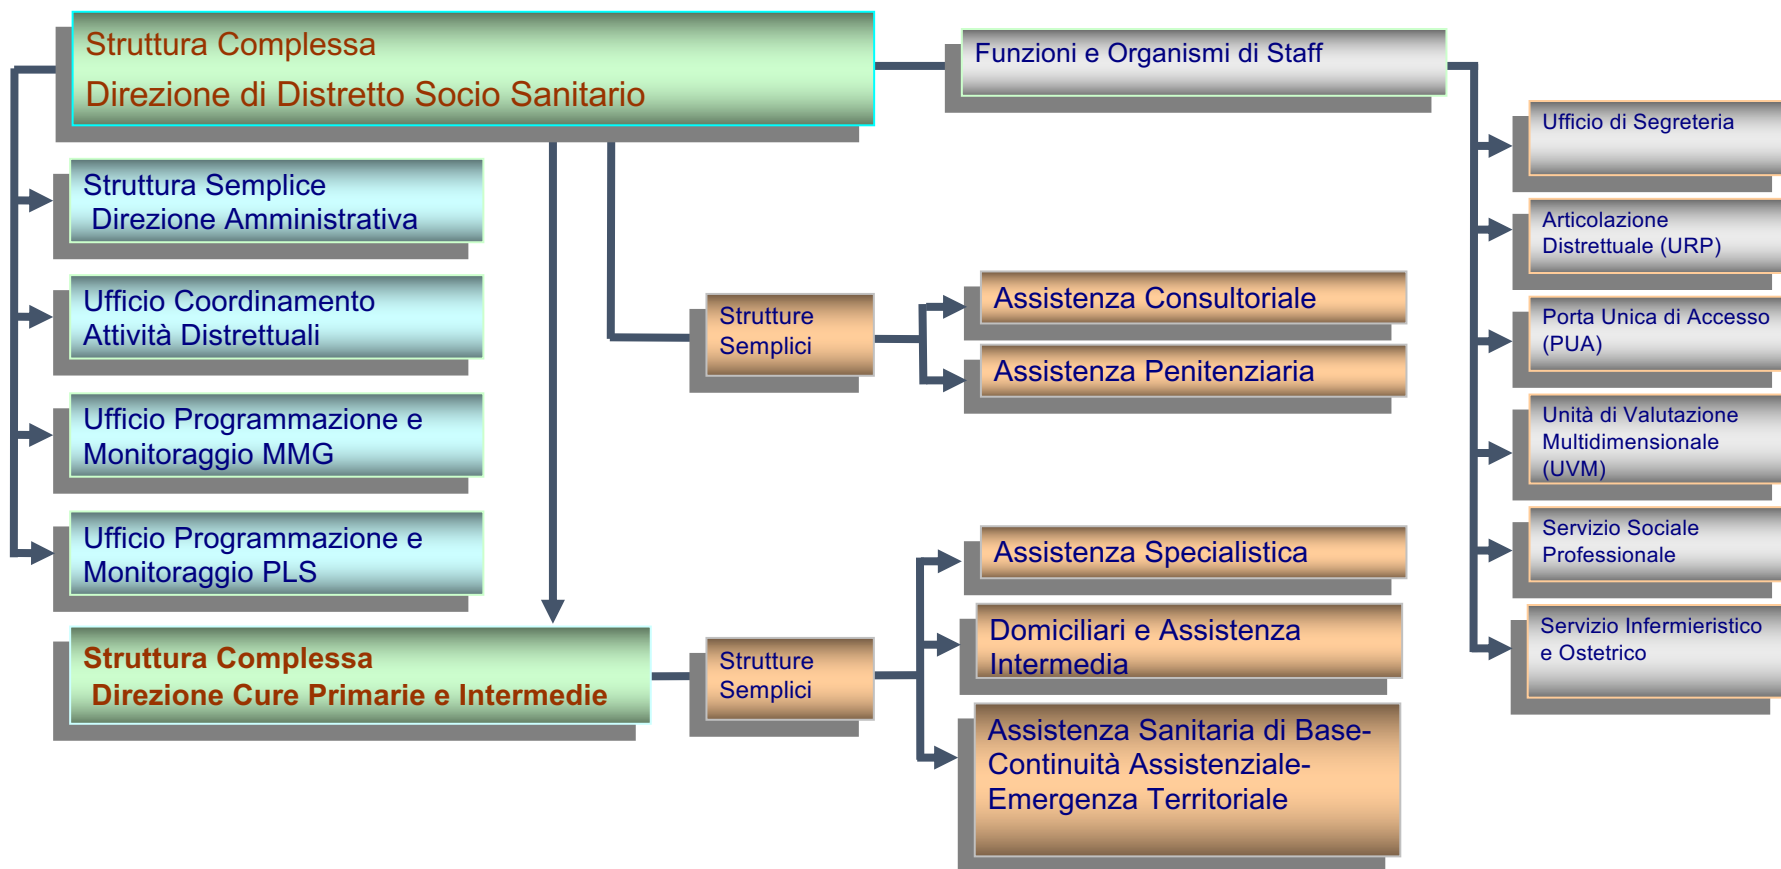 Struttura Complessa
Direzione di Distretto Socio Sanitario
Funzioni e Organismi di Staff
Struttura Semplice
Direzione Amministrativa
Ufficio Coordinamento
Attività Distrettuali
Ufficio Programmazione e
Monitoraggio MMG
Ufficio Programmazione e
Monitoraggio PLS
Strutture
Semplici
Assistenza Consultoriale
Assistenza Penitenziaria
Struttura Complessa
Direzione Cure Primarie e Intermedie
Strutture
Semplici
Assistenza Specialistica
Domiciliari e Assistenza
Intermedia
Assistenza Sanitaria di Base-
Continuità Assistenziale-
Emergenza Territoriale
Ufficio di Segreteria
Articolazione
Distrettuale (URP)
Porta Unica di Accesso
(PUA)
Unità di Valutazione
Multidimensionale
(UVM)
Servizio Sociale
Professionale
Servizio Infermieristico
e Ostetrico